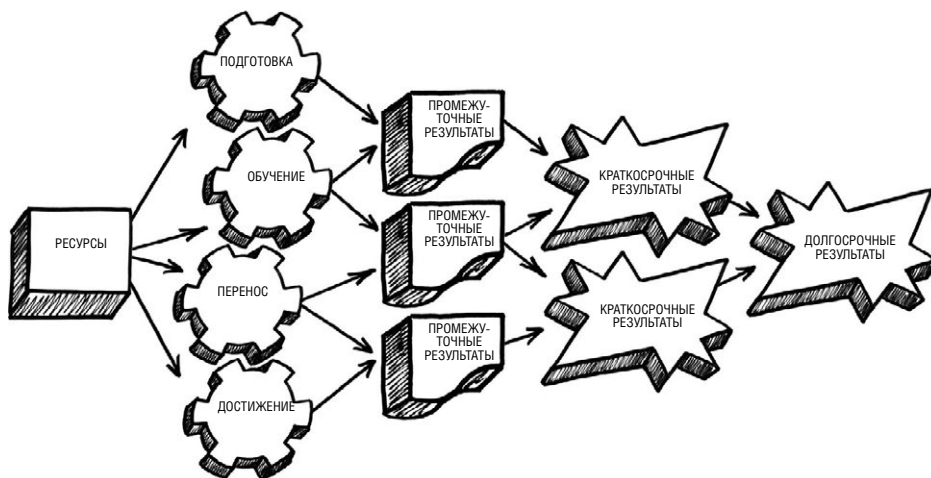 ПОДГОТОВКА
ОБУЧЕНИЕ
РЕСУРСЫ
ПЕРЕНОС
ДОСТИЖЕНИЕ
ПРОМЕЖУ-
ТОЧНЫЕ
РЕЗУЛЬТАТЫ
ПРОМЕЖУ-
ТОЧНЫЕ
РЕЗУЛЬТАТЫ
ПРОМЕЖУ-
ТОЧНЫЕ
РЕЗУЛЬТАТЫ
КРАТКОСРОЧНЫЕ
РЕЗУЛЬТАТЫ
КРАТКОСРОЧНЫЕ
РЕЗУЛЬТАТЫ
ДОЛГОСРОЧНЫЕ
РЕЗУЛЬТАТЫ